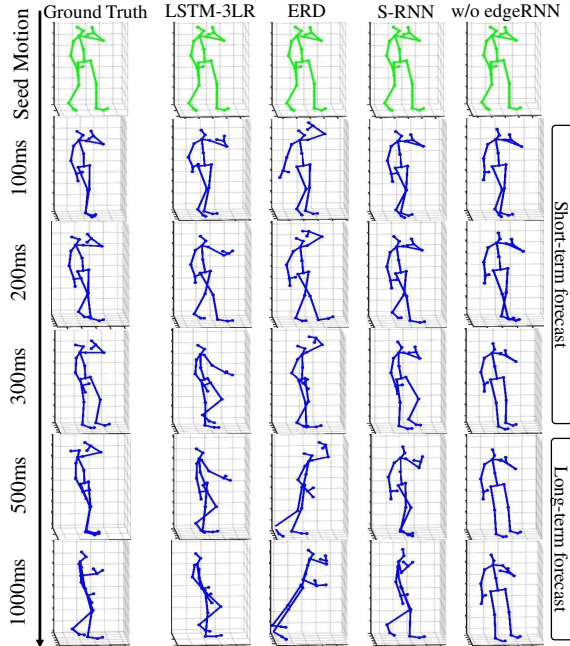 Ground Truth LSTM-3LR ERD S-RNN w/o edgeRNN
Seed Motion
100ms
200ms
300ms
500ms
1000ms
Short-term forecast
Long-term forecast